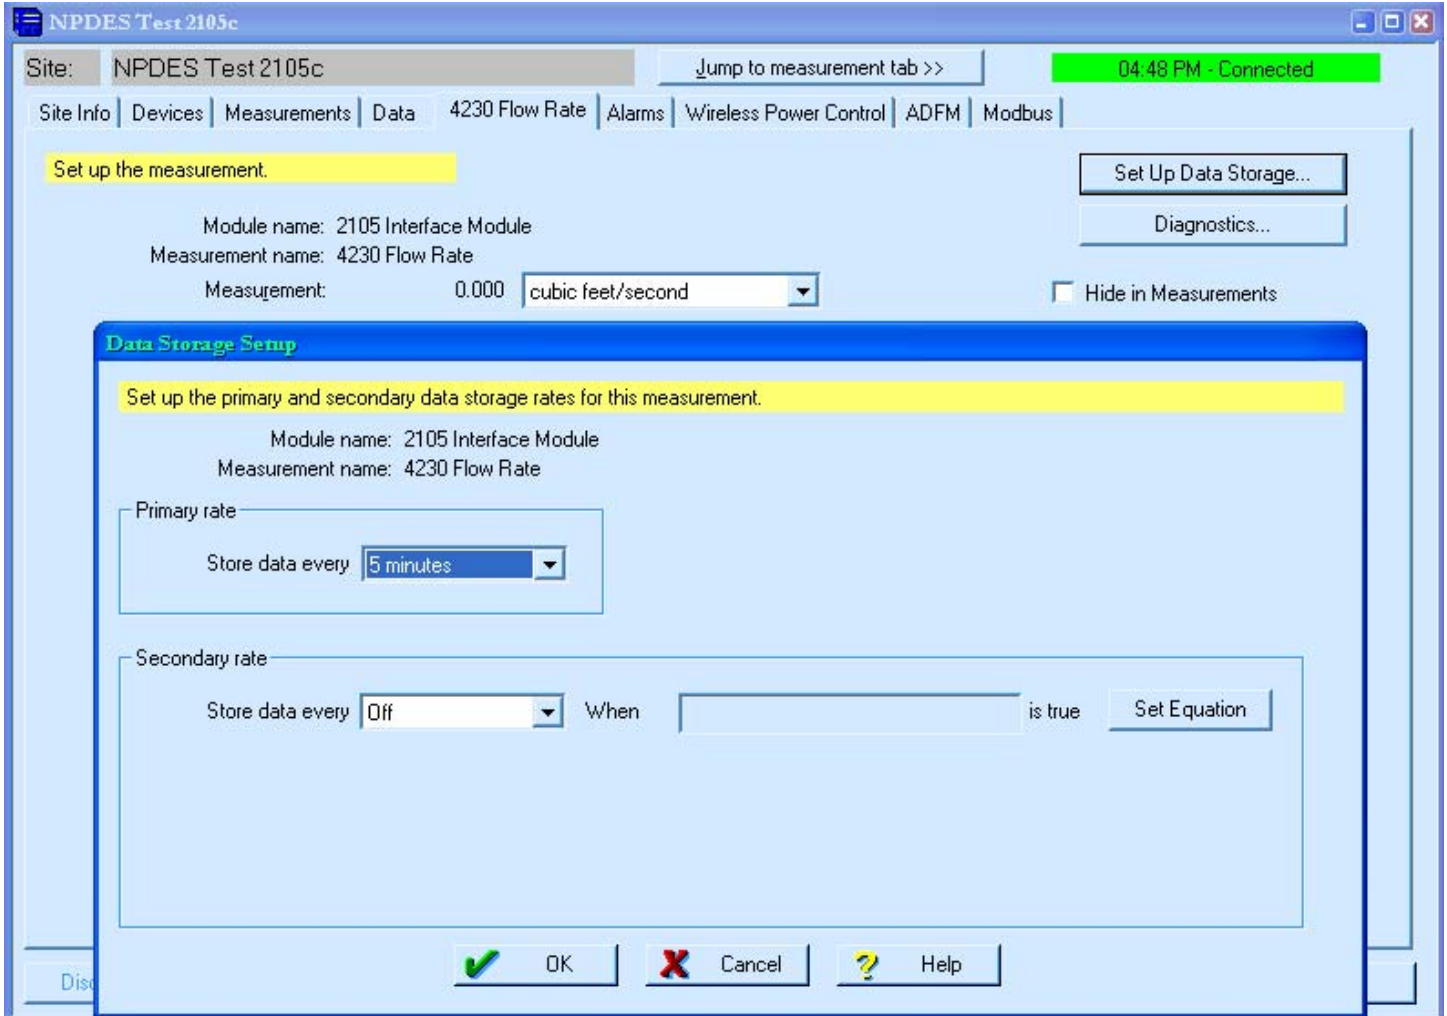 NPDES Test 2105c
Site: NPDES Test 2105c Jump to measurement tab >> 04:48 PM - Connected
Site Info Devices Measurements Data 4230 Flow Rate Alarms Wireless Power Control ADFM Modbus
Set up the measurement. Set Up Data Storage...
Diagnostics...
Module name: 2105 Interface Module
Measurement name: 4230 Flow Rate
Measurement: 0.000 cubic feet/second Hide in Measurements
Data Storage Setup
Set up the primary and secondary data storage rates for this measurement.
Module name: 2105 Interface Module
Measurement name: 4230 Flow Rate
Primary rate
Store data every 5 minutes
Secondary rate
Store data every Off When is true Set Equation
OK Cancel Help